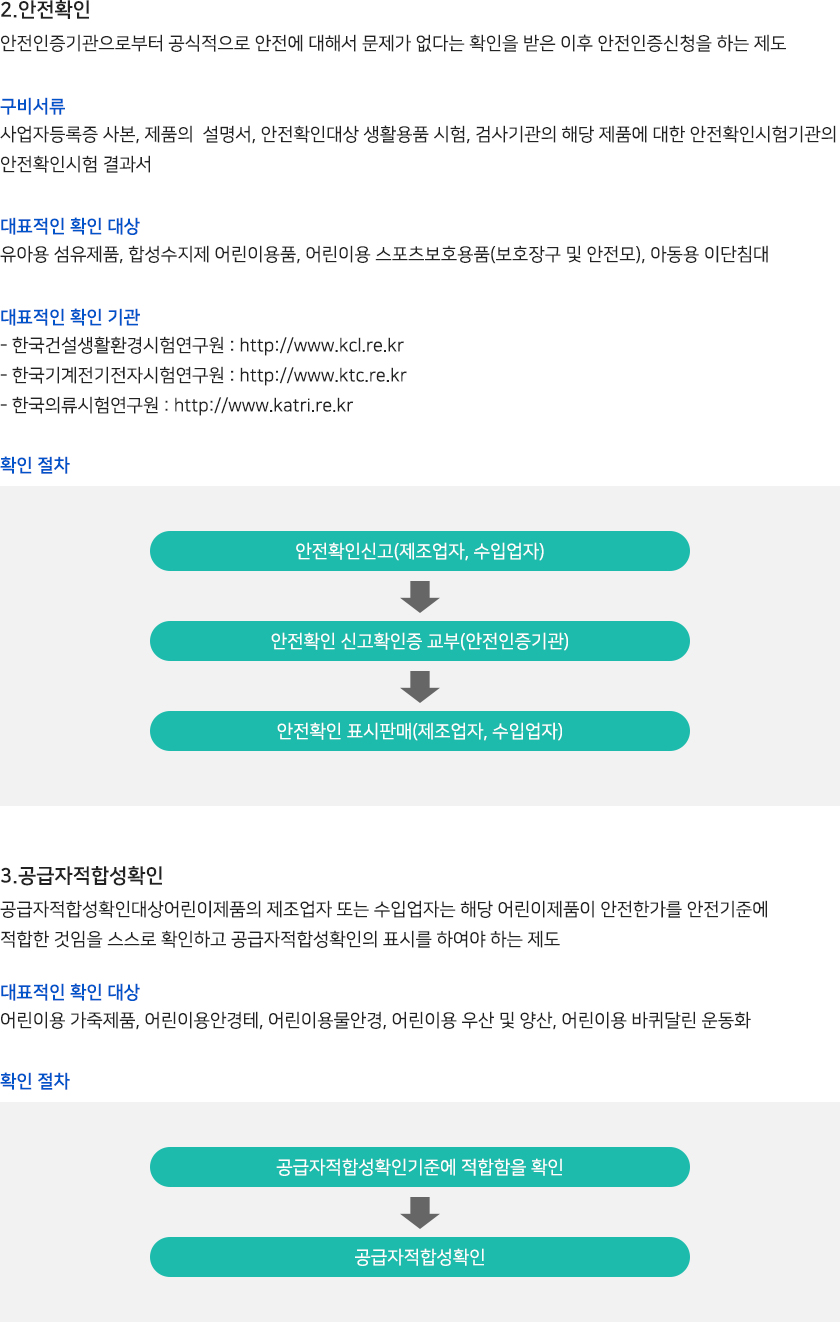 2.안전확인
안전인증기관으로부터 공식적으로 안전에 대해서 문제가 없다는 확인을 받은 이후 안전인증신청을 하는 제도
구비서류
사업자등록증 사본, 제품의 설명서, 안전확인대상 생활용품 시험, 검사기관의 해당 제품에 대한 안전확인시험기관의
안전확인시험 결과서
대표적인 확인 대상
유아용 섬유제품, 합성수지제 어린이용품, 어린이용 스포츠보호용품(보호장구 및 안전모), 아동용 이단침대
대표적인 확인 기관
- 한국건설생활환경시험연구원 : http://www.kcl.re.kr
- 한국기계전기전자시험연구원 : http://www.ktc.re.kr
- 한국의류시험연구원 : http://www.katri.re.kr
확인 절차
안전확인신고(제조업자, 수입업자)
안전확인 신고확인증 교부(안전인증기관)
안전확인 표시판매(제조업자, 수입업자)
3.공급자적합성확인
공급자적합성확인대상어린이제품의 제조업자 또는 수입업자는 해당 어린이제품이 안전한가를 안전기준에
적합한 것임을 스스로 확인하고 공급자적합성확인의 표시를 하여야 하는 제도
대표적인 확인 대상
어린이용 가죽제품, 어린이용안경테, 어린이용물안경, 어린이용 우산 및 양산, 어린이용 바퀴달린 운동화
확인 절차
공급자적합성확인기준에 적합함을 확인
공급자적합성확인